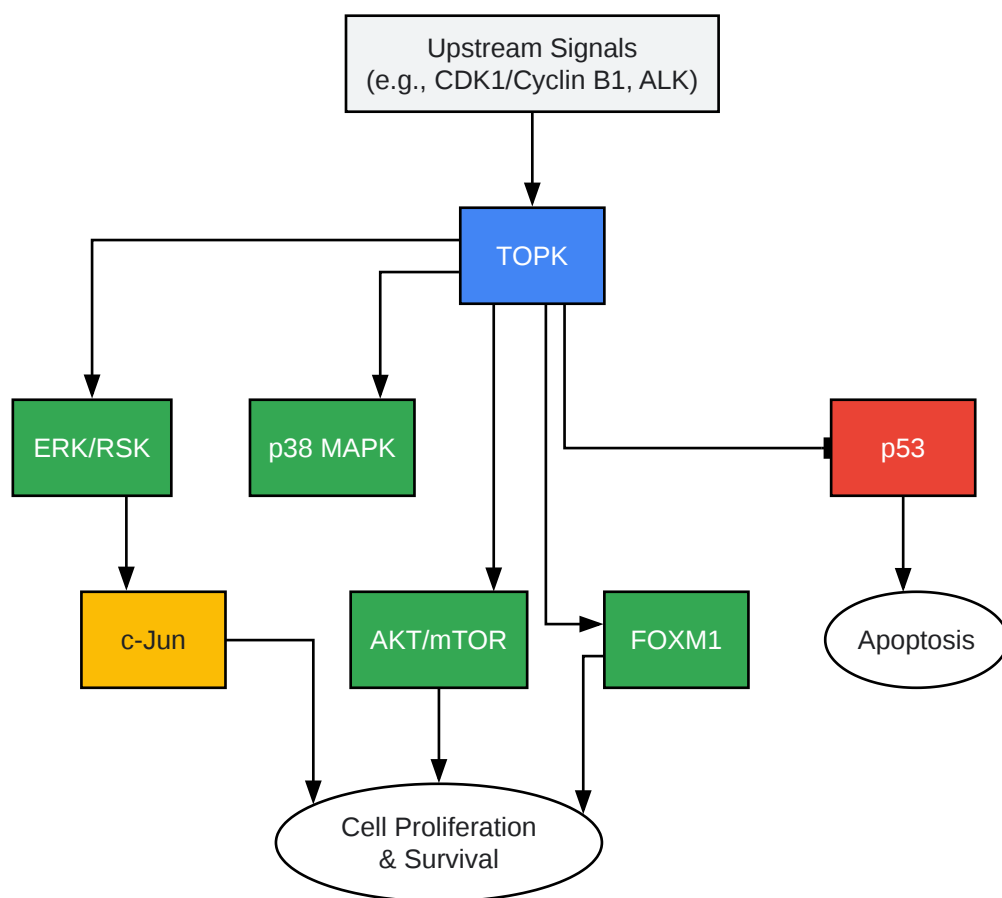 Upstream Signals
(e.g., CDK1/Cyclin B1, ALK)
TOPK
ERK/RSK
p38 MAPK
p53
c-Jun
AKT/mTOR
FOXM1
Apoptosis
Cell Proliferation
& Survival